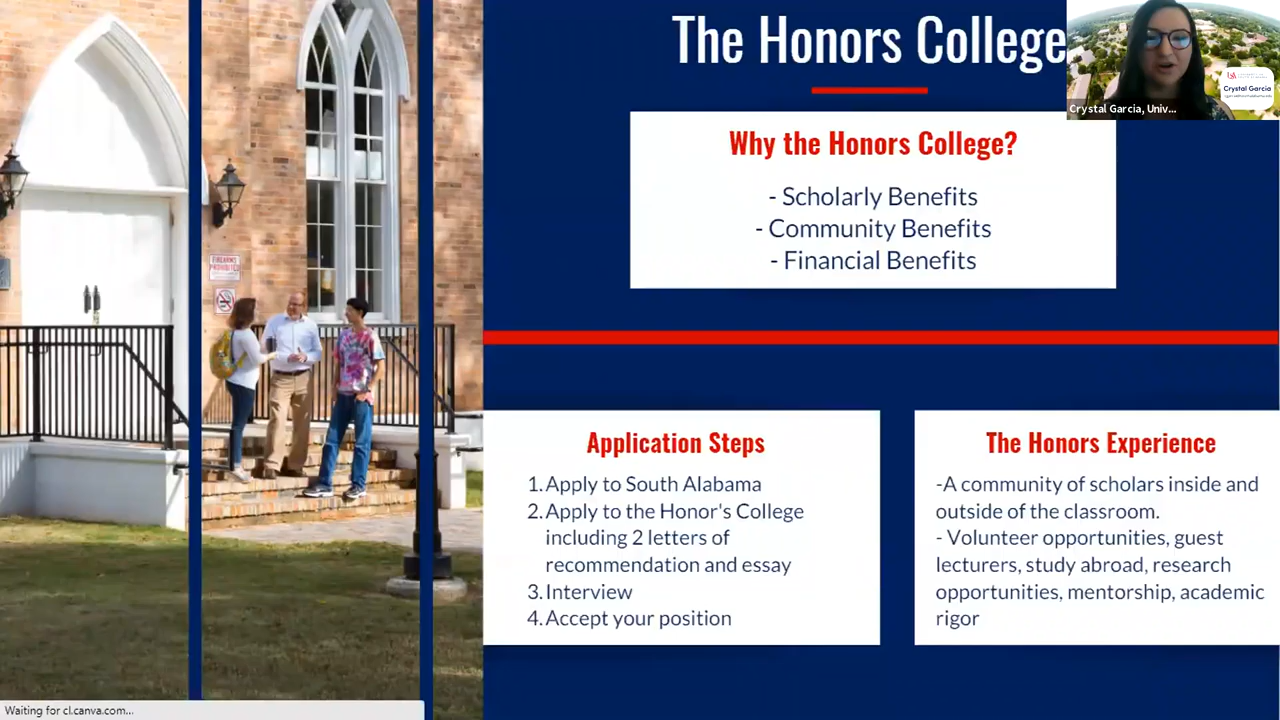 The Honors College
Crystal Garcia
Crystal Garcia, Univ...
Why the Honors College?
- Scholarly Benefits
- Community Benefits
- Financial Benefits
FIREARMS
PROHIBITED
Application Steps
1. Apply to South Alabama
2. Apply to the Honor's College
including 2 letters of
recommendation and essay
3. Interview
4. Accept your position
The Honors Experience
-A community of scholars inside and
outside of the classroom.
- Volunteer opportunities, guest
lecturers, study abroad, research
opportunities, mentorship, academic
rigor
Waiting for cl.canva.com...